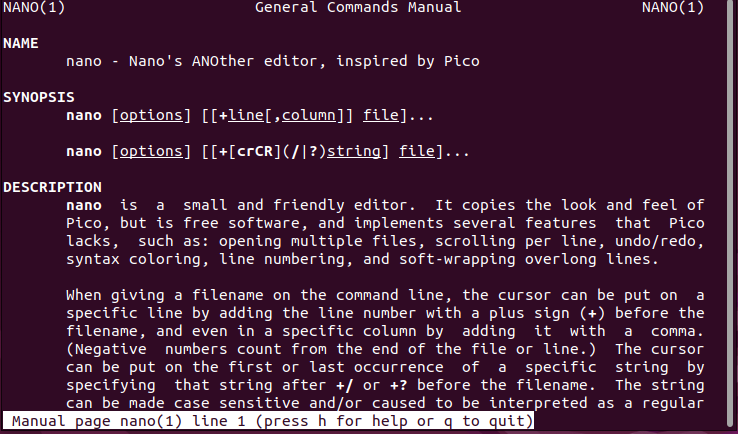 NANO(1) General Commands Manual NANO(1)
NAME
nano - Nano's ANOther editor, inspired by Pico
SYNOPSIS
nano [options] [[+line[,column]] file]...
nano [options] [[+[crCR](/|?)string] file]...
DESCRIPTION
nano is a small and friendly editor. It copies the look and feel of
Pico, but is free software, and implements several features that Pico
lacks, such as: opening multiple files, scrolling per line, undo/redo,
syntax coloring, line numbering, and soft-wrapping overlong lines.
When giving a filename on the command line, the cursor can be put on a
specific line by adding the line number with a plus sign (+) before the
filename, and even in a specific column by adding it with a comma.
(Negative numbers count from the end of the file or line.) The cursor
can be put on the first or last occurrence of a specific string by
specifying that string after +/ or +? before the filename. The string
can be made case sensitive and/or caused to be interpreted as a regular
Manual page nano(1) line 1 (press h for help or q to quit)